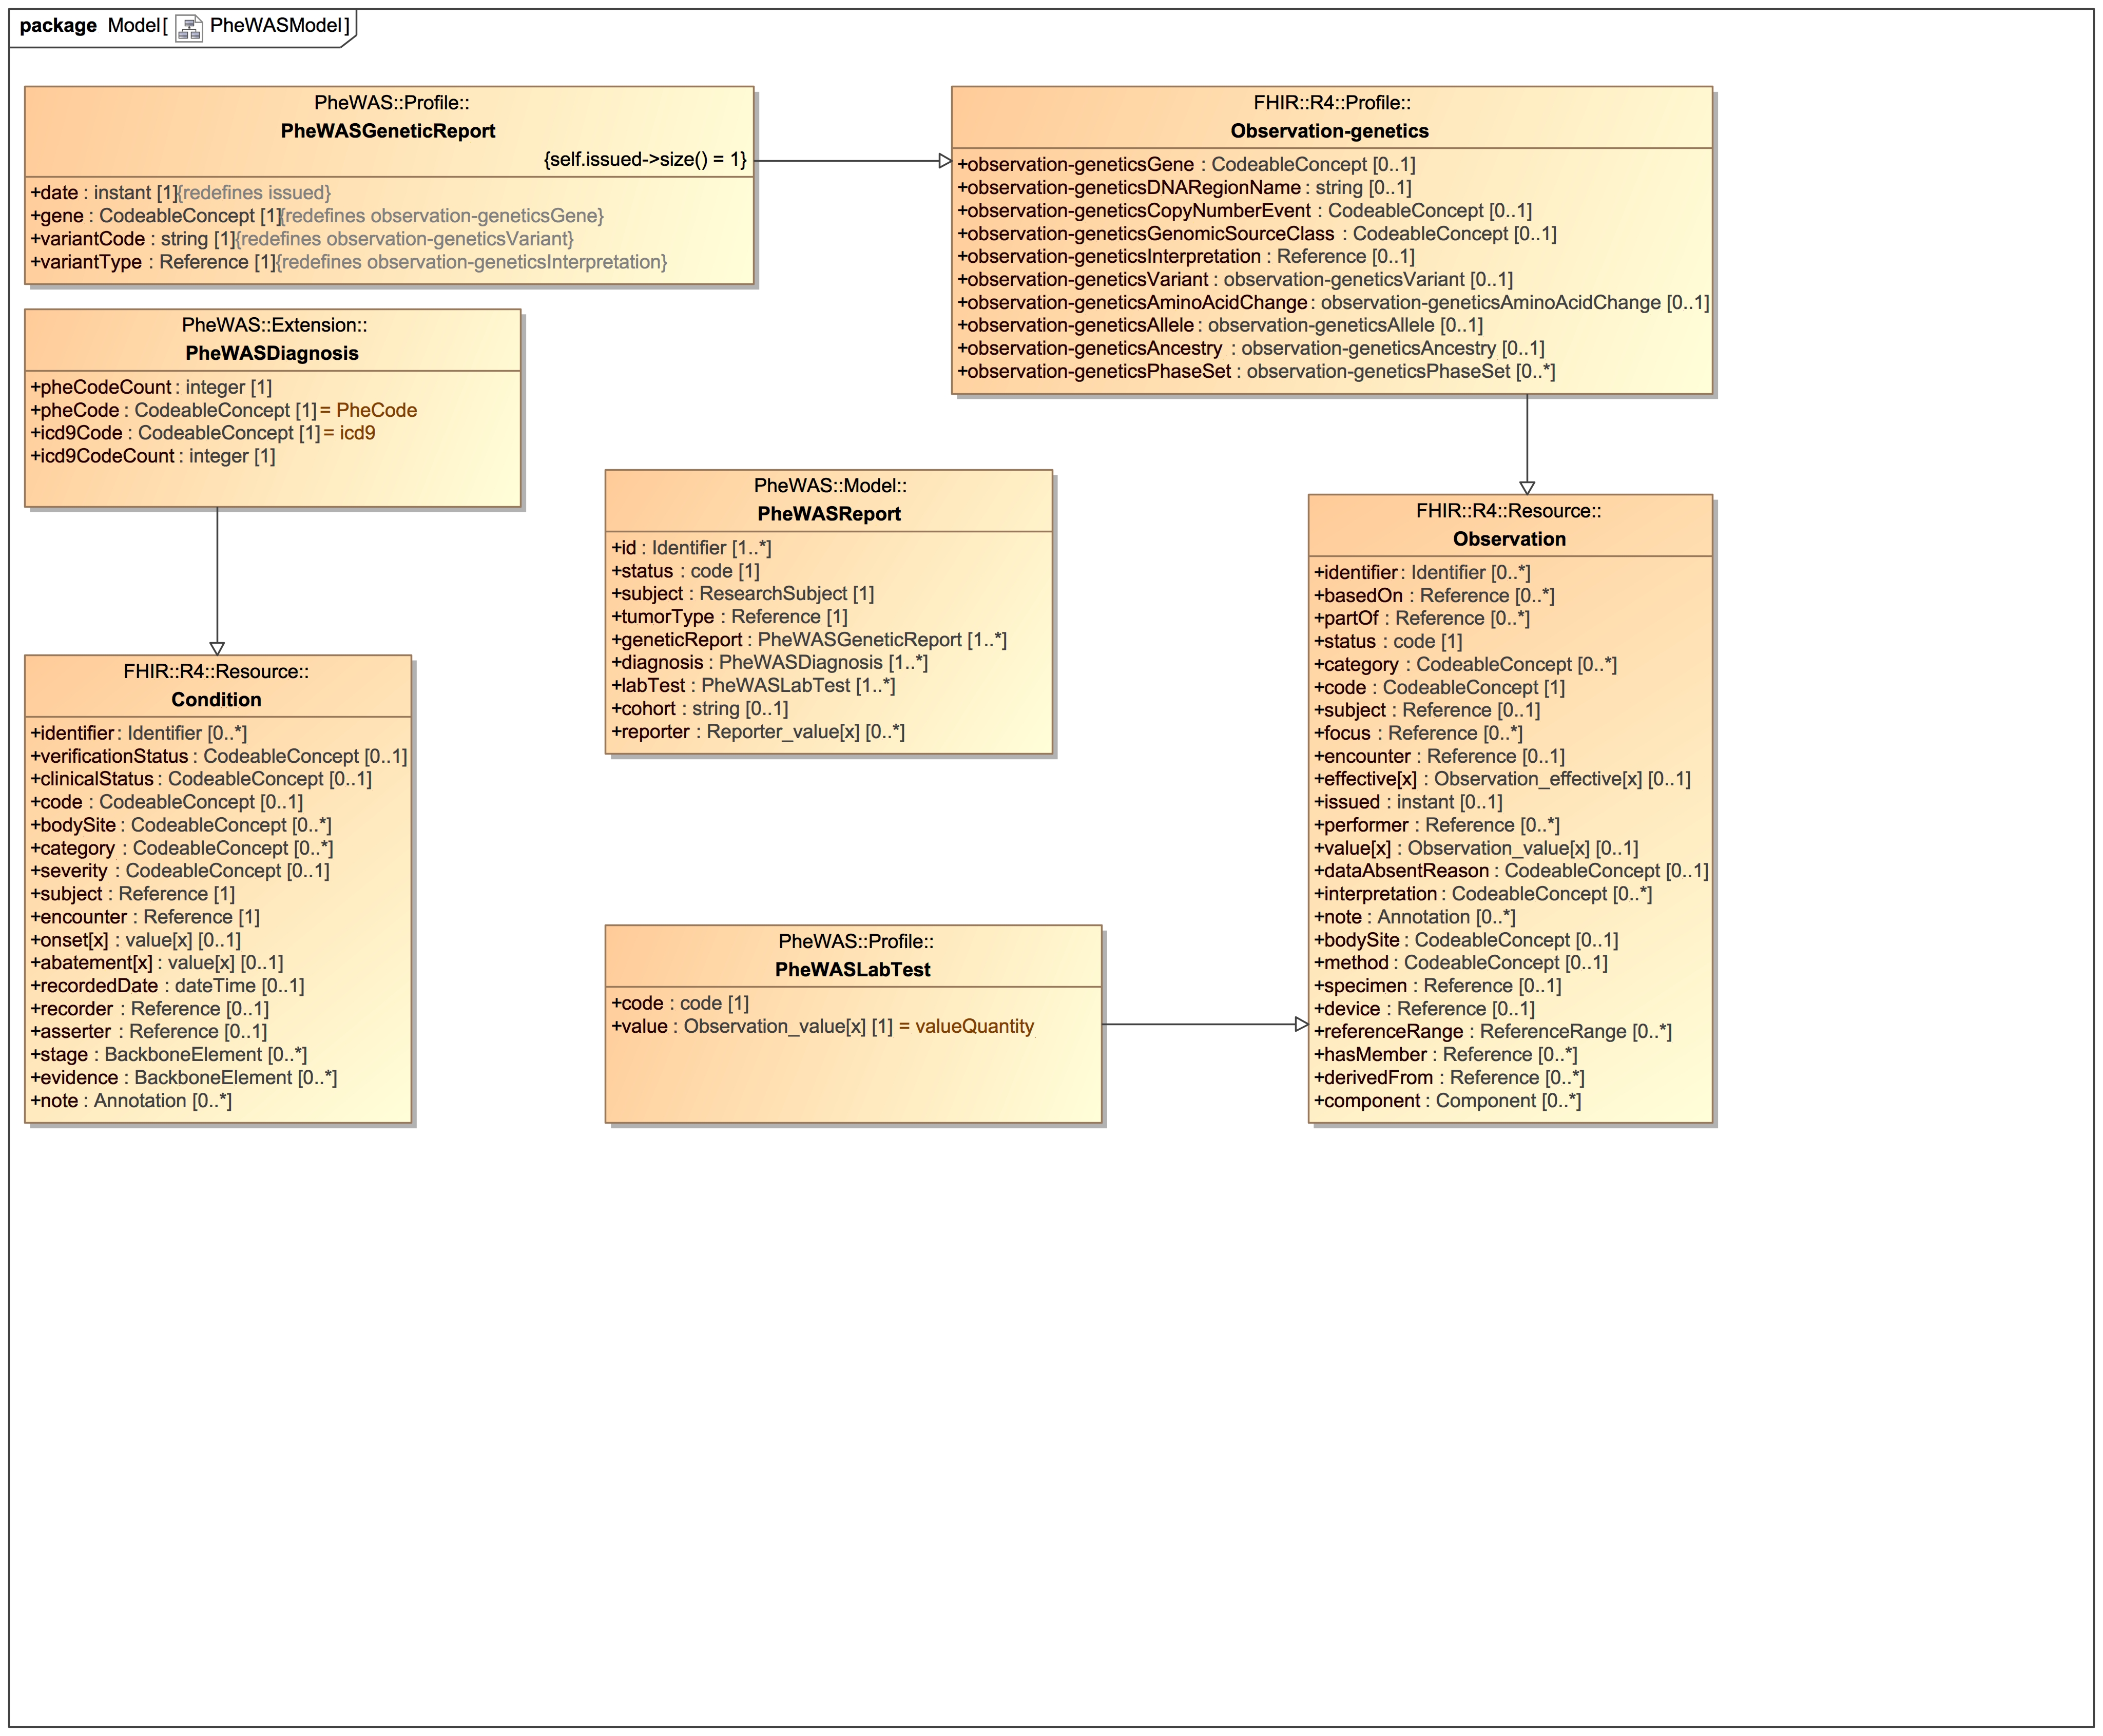 package Model[ PheWASModel]
PheWAS::Profile::
PheWASGeneticReport
{self.issued->size() = 1}
+date : instant [1]{redefines issued}
+gene : CodeableConcept [1]{redefines observation-geneticsGene}
+variantCode : string [1]{redefines observation-geneticsVariant}
+variantType : Reference [1]{redefines observation-geneticsInterpretation}
FHIR::R4::Profile::
Observation-genetics
+observation-geneticsGene : CodeableConcept [0..1]
+observation-geneticsDNARegionName : string [0..1]
+observation-geneticsCopyNumberEvent : CodeableConcept [0..1]
+observation-geneticsGenomicSourceClass : CodeableConcept [0..1]
+observation-geneticsInterpretation : Reference [0..1]
+observation-geneticsVariant : observation-geneticsVariant [0..1]
+observation-geneticsAminoAcidChange : observation-geneticsAminoAcidChange [0..1]
+observation-geneticsAllele : observation-geneticsAllele [0..1]
+observation-geneticsAncestry : observation-geneticsAncestry [0..1]
+observation-geneticsPhaseSet : observation-geneticsPhaseSet [0..*]
PheWAS::Extension::
PheWASDiagnosis
+pheCodeCount : integer [1]
+pheCode : CodeableConcept [1] = PheCode
+icd9Code : CodeableConcept [1] = icd9
+icd9CodeCount : integer [1]
PheWAS::Model::
PheWASReport
+id : Identifier [1..*]
+status : code [1]
+subject : ResearchSubject [1]
+tumorType : Reference [1]
+geneticReport : PheWASGeneticReport [1..*]
+diagnosis : PheWASDiagnosis [1..*]
+labTest : PheWASLabTest [1..*]
+cohort : string [0..1]
+reporter : Reporter_value[x] [0..*]
FHIR::R4::Resource::
Observation
+identifier : Identifier [0..*]
+basedOn : Reference [0..*]
+partOf : Reference [0..*]
+status : code [1]
+category : CodeableConcept [0..*]
+code : CodeableConcept [1]
+subject : Reference [0..1]
+focus : Reference [0..*]
+encounter : Reference [0..1]
+effective[x] : Observation_effective[x] [0..1]
+issued : instant [0..1]
+performer : Reference [0..*]
+value[x] : Observation_value[x] [0..1]
+dataAbsentReason : CodeableConcept [0..1]
+interpretation : CodeableConcept [0..*]
+note : Annotation [0..*]
+bodySite : CodeableConcept [0..1]
+method : CodeableConcept [0..1]
+specimen : Reference [0..1]
+device : Reference [0..1]
+referenceRange : ReferenceRange [0..*]
+hasMember : Reference [0..*]
+derivedFrom : Reference [0..*]
+component : Component [0..*]
FHIR::R4::Resource::
Condition
+identifier : Identifier [0..*]
+verificationStatus : CodeableConcept [0..1]
+clinicalStatus : CodeableConcept [0..1]
+code : CodeableConcept [0..1]
+bodySite : CodeableConcept [0..*]
+category : CodeableConcept [0..*]
+severity : CodeableConcept [0..1]
+subject : Reference [1]
+encounter : Reference [1]
+onset[x] : value[x] [0..1]
+abatement[x] : value[x] [0..1]
+recordedDate : dateTime [0..1]
+recorder : Reference [0..1]
+asserter : Reference [0..1]
+stage : BackboneElement [0..*]
+evidence : BackboneElement [0..*]
+note : Annotation [0..*]
PheWAS::Profile::
PheWASLabTest
+code : code [1]
+value : Observation_value[x] [1] = valueQuantity